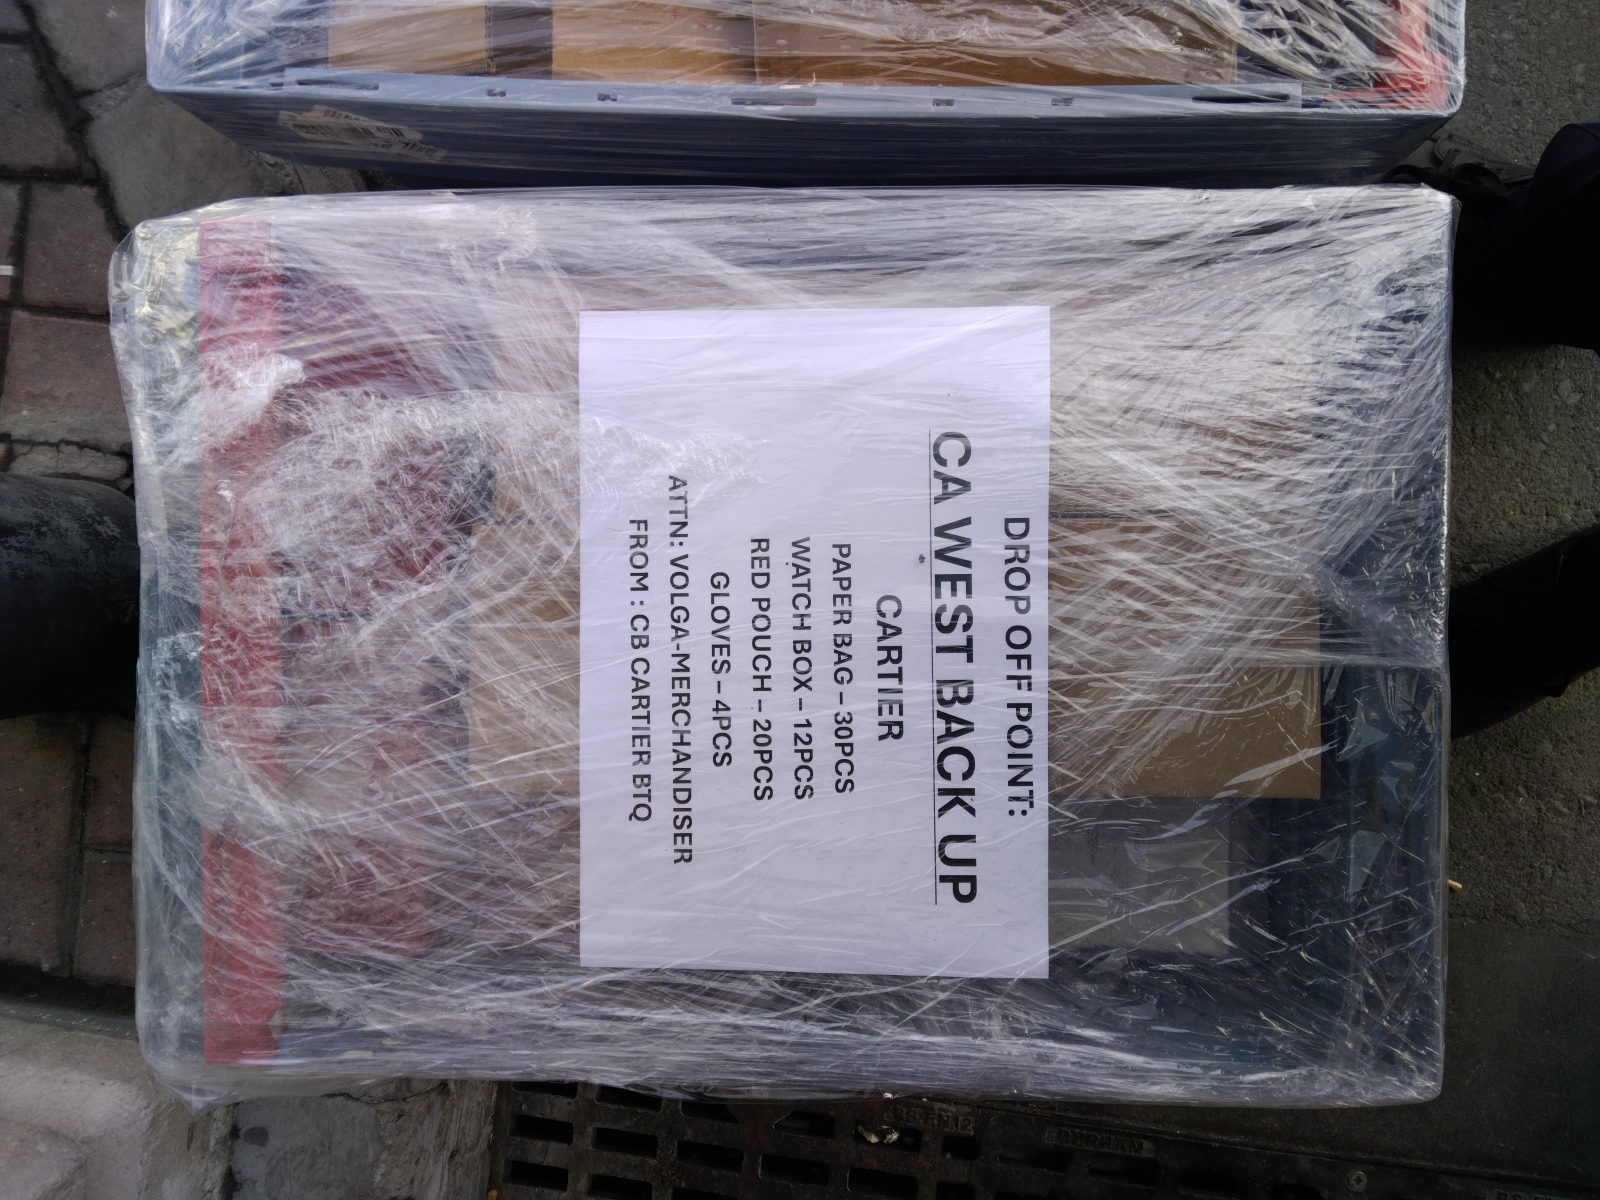 DROP OFF POINT:
CA WEST BACK UP
CARTIER
PAPER BAG – 30PCS
WATCH BOX – 12PCS
RED POUCH – 20PCS
GLOVES – 4PCS
ATTN: VOLGA-MERCHANDISER
FROM : CB CARTIER BTQ
DURHAM